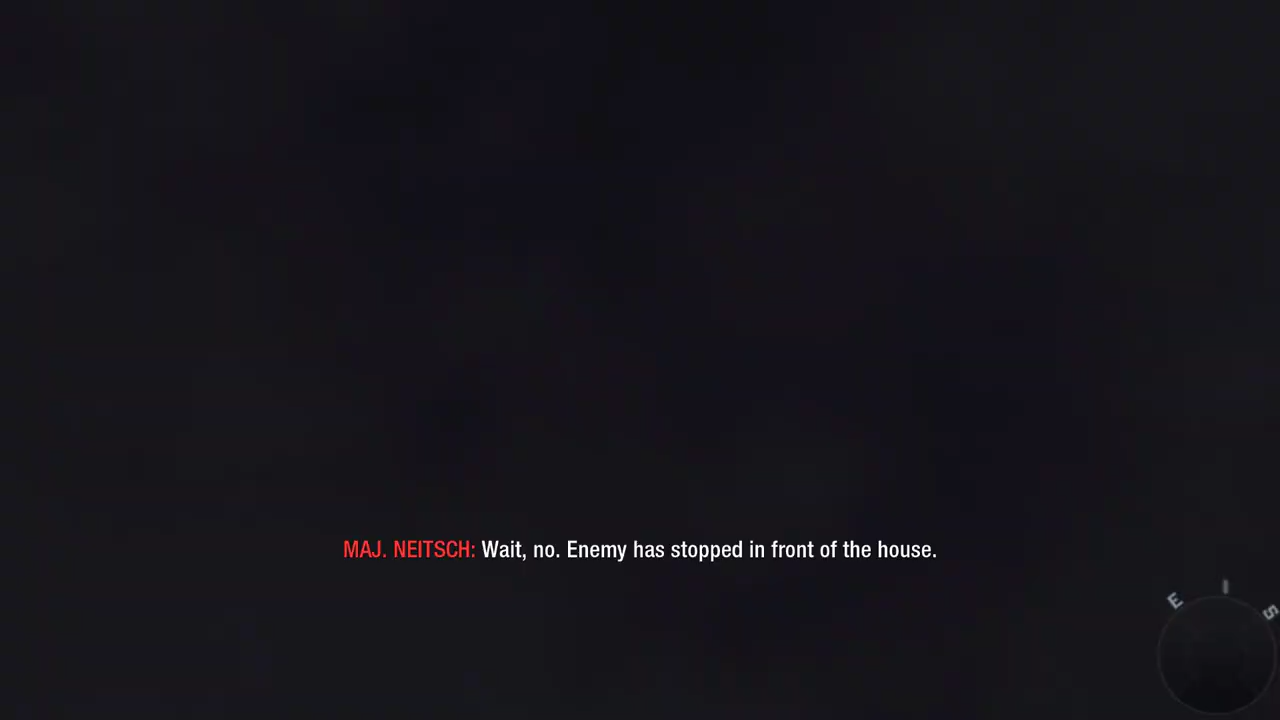 MAJ. NEITSCH: Wait, no. Enemy has stopped in front of the house.
E I S